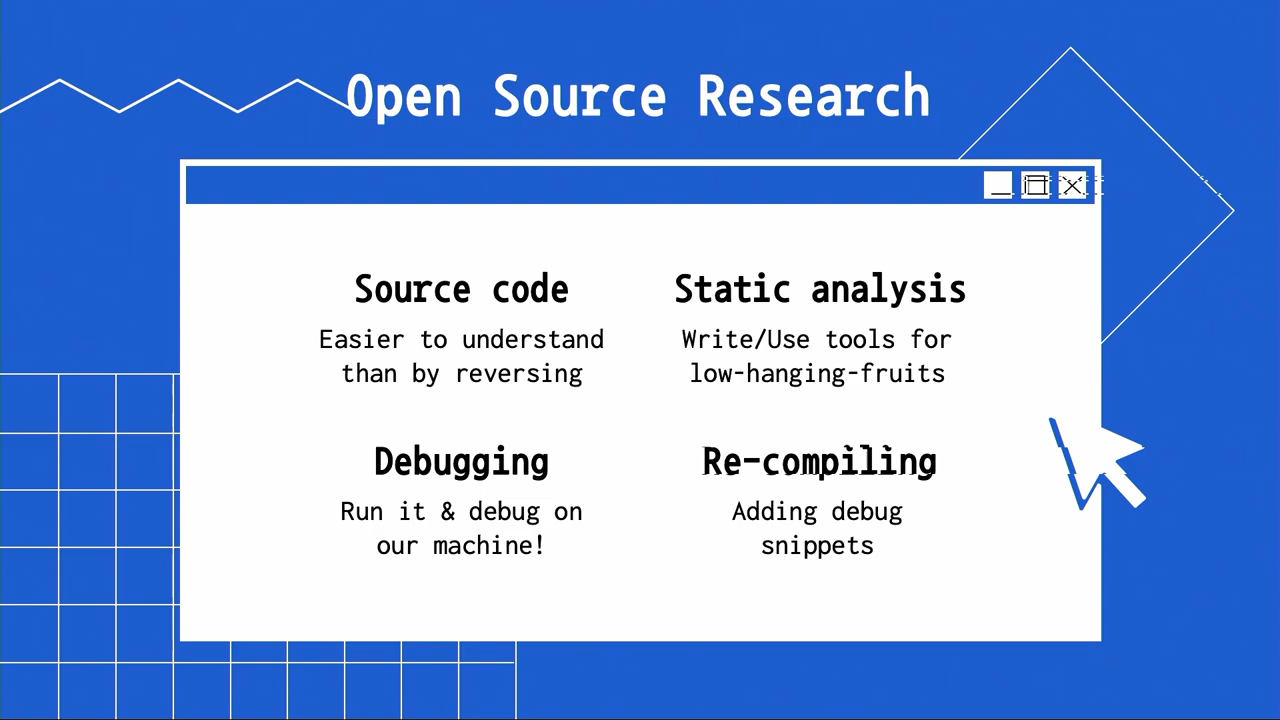 Open Source Research
Source code
Easier to understand
than by reversing
Static analysis
Write/Use tools for
low-hanging-fruits
Debugging
Run it & debug on
our machine!
Re-compiling
Adding debug
snippets